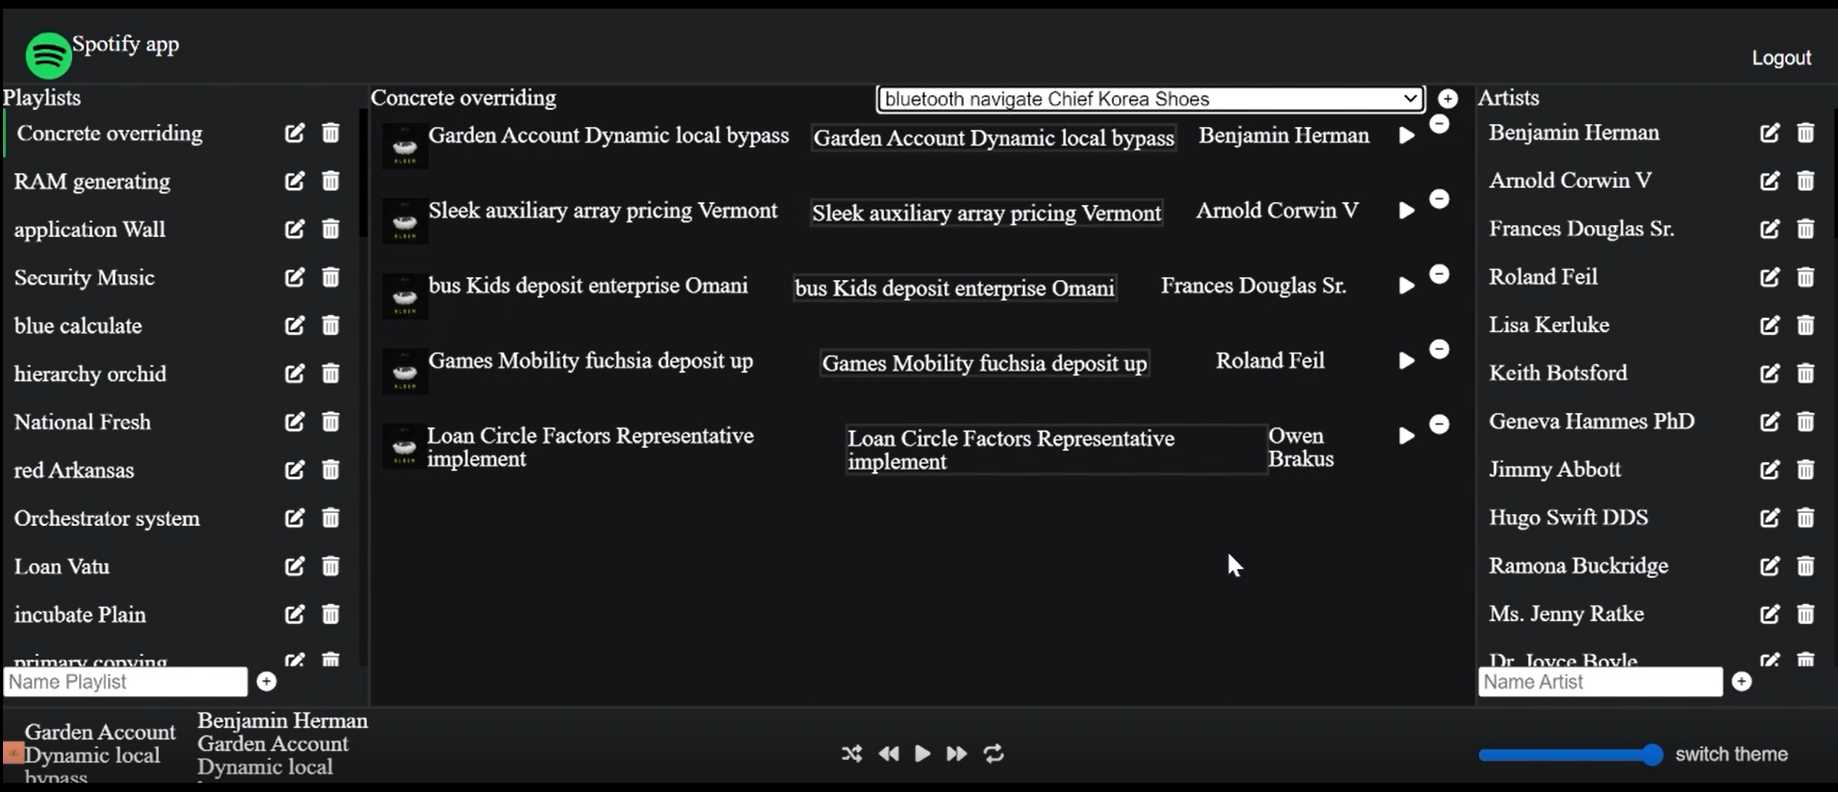 Spotify app
Logout
Playlists
Concrete overriding
RAM generating
application Wall
Security Music
blue calculate
hierarchy orchid
National Fresh
red Arkansas
Orchestrator system
Loan Vatu
incubate Plain
primary copying
Name Playlist
Concrete overriding
bluetooth navigate Chief Korea Shoes
Garden Account Dynamic local bypass
Garden Account Dynamic local bypass
Benjamin Herman
Sleek auxiliary array pricing Vermont
Sleek auxiliary array pricing Vermont
Arnold Corwin V
bus Kids deposit enterprise Omani
bus Kids deposit enterprise Omani
Frances Douglas Sr.
Games Mobility fuchsia deposit up
Games Mobility fuchsia deposit up
Roland Feil
Loan Circle Factors Representative
implement
Loan Circle Factors Representative
implement
Owen
Brakus
Artists
Benjamin Herman
Arnold Corwin V
Frances Douglas Sr.
Roland Feil
Lisa Kerluke
Keith Botsford
Geneva Hammes PhD
Jimmy Abbott
Hugo Swift DDS
Ramona Buckridge
Ms. Jenny Ratke
Dr. Joyce Boyle
Name Artist
Garden Account
Dynamic local
bypass
Benjamin Herman
Garden Account
Dynamic local
switch theme